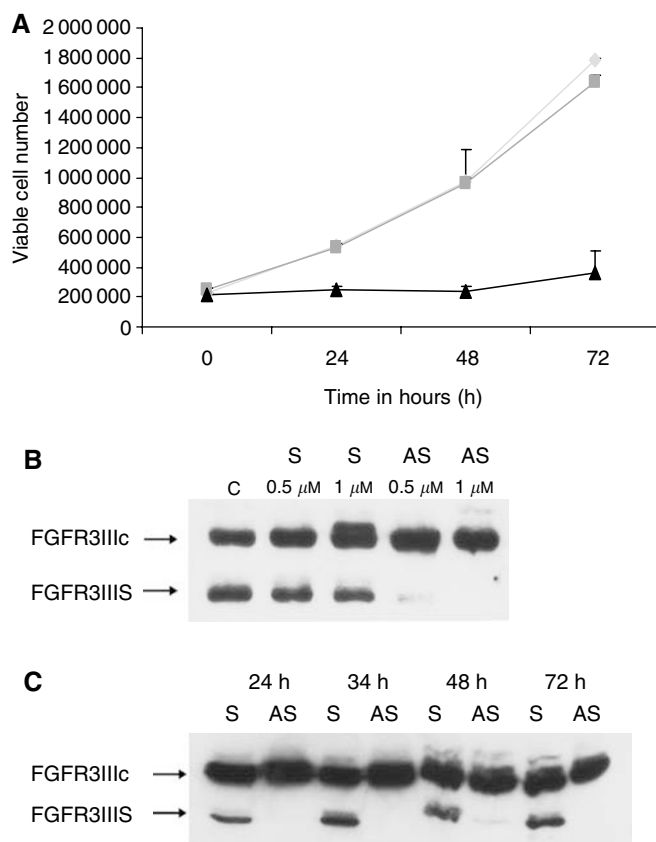 A
Viable cell number
2 000 000
1 800 000
1 600 000
1 400 000
1 200 000
1 000 000
800 000
600 000
400 000
200 000
0
0 24 48 72
Time in hours (h)
B
S S AS AS
C 0.5 μM 1 μM 0.5 μM 1 μM
FGFR3IIIc
FGFR3IIIS
C
24 h 34 h 48 h 72 h
S AS S AS S AS S AS
FGFR3IIIc
FGFR3IIIS